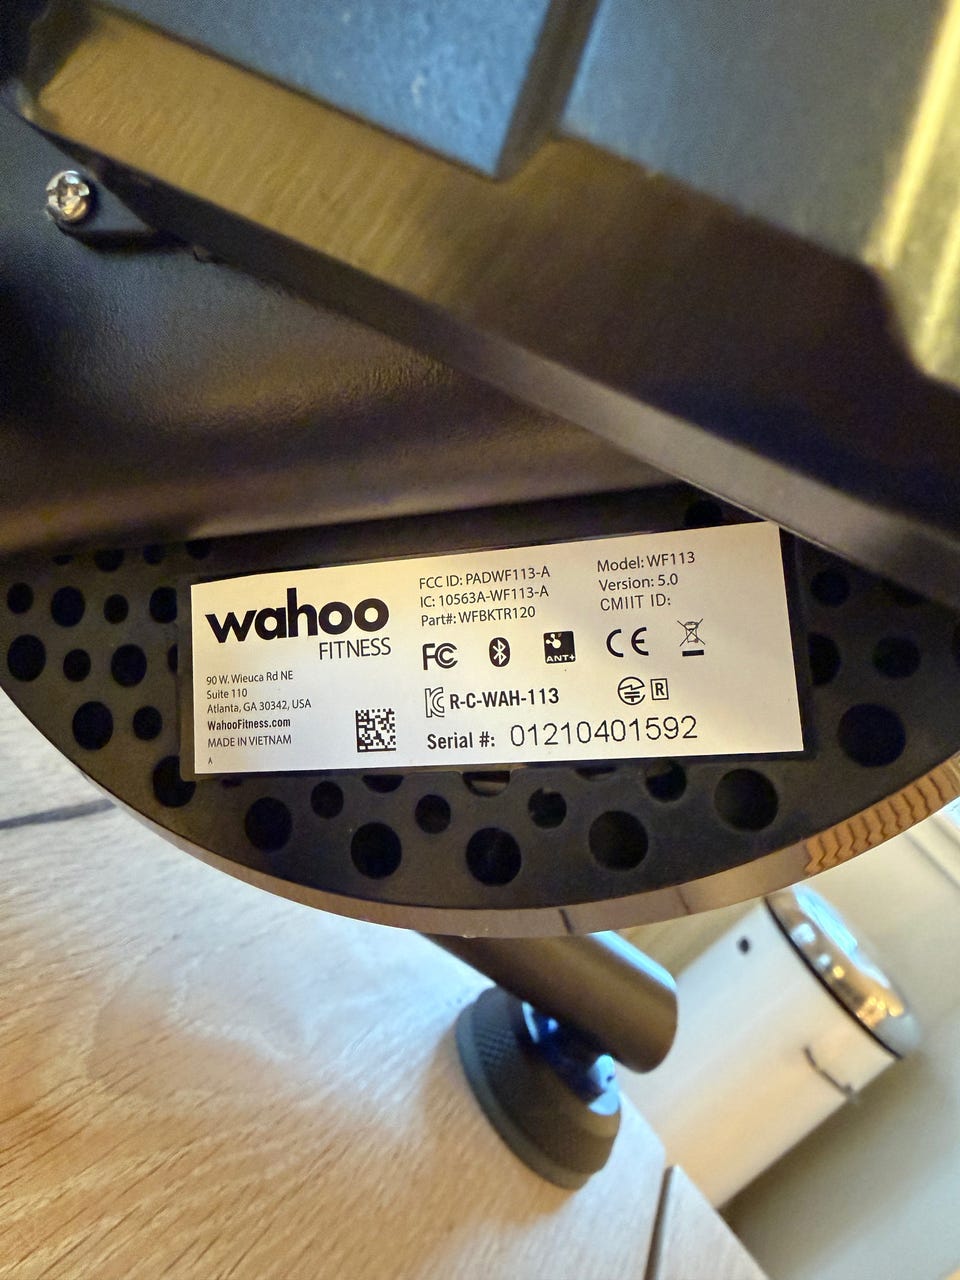 wahoo
FITNESS
90 W. Wieuca Rd NE
Suite 110
Atlanta, GA 30342, USA
WahooFitness.com
MADE IN VIETNAM
A
FCC ID: PADWF113-A
IC: 10563A-WF113-A
Part#: WFBKTR120
Model: WF113
Version: 5.0
CMIIT ID:
FC
ANT+
CE
R-C-WAH-113
R
Serial #: 01210401592